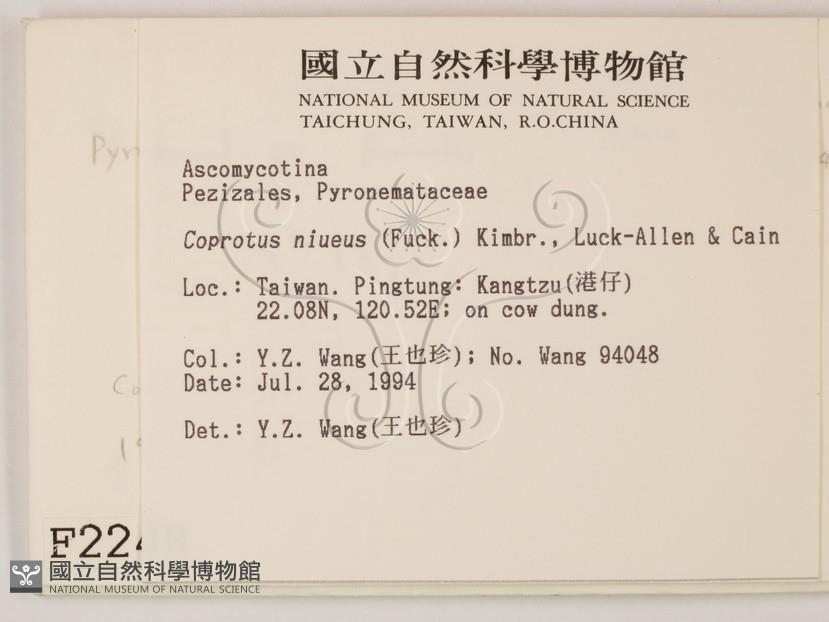 國立自然科學博物館
NATIONAL MUSEUM OF NATURAL SCIENCE
TAICHUNG, TAIWAN, R.O.CHINA
Pyr
Ascomycotina
Pezizales, Pyronemataceae
Coprotus niueus (Fuck.) Kimbr., Luck-Allen & Cain
Loc.: Taiwan. Pingtung: Kangtzu(港仔)
22.08N, 120.52E; on cow dung.
Col.: Y.Z. Wang(王也珍); No. Wang 94048
Date: Jul. 28, 1994
Co
Det.: Y.Z. Wang(王也珍)
F224
國立自然科學博物館
NATIONAL MUSEUM OF NATURAL SCIENCE